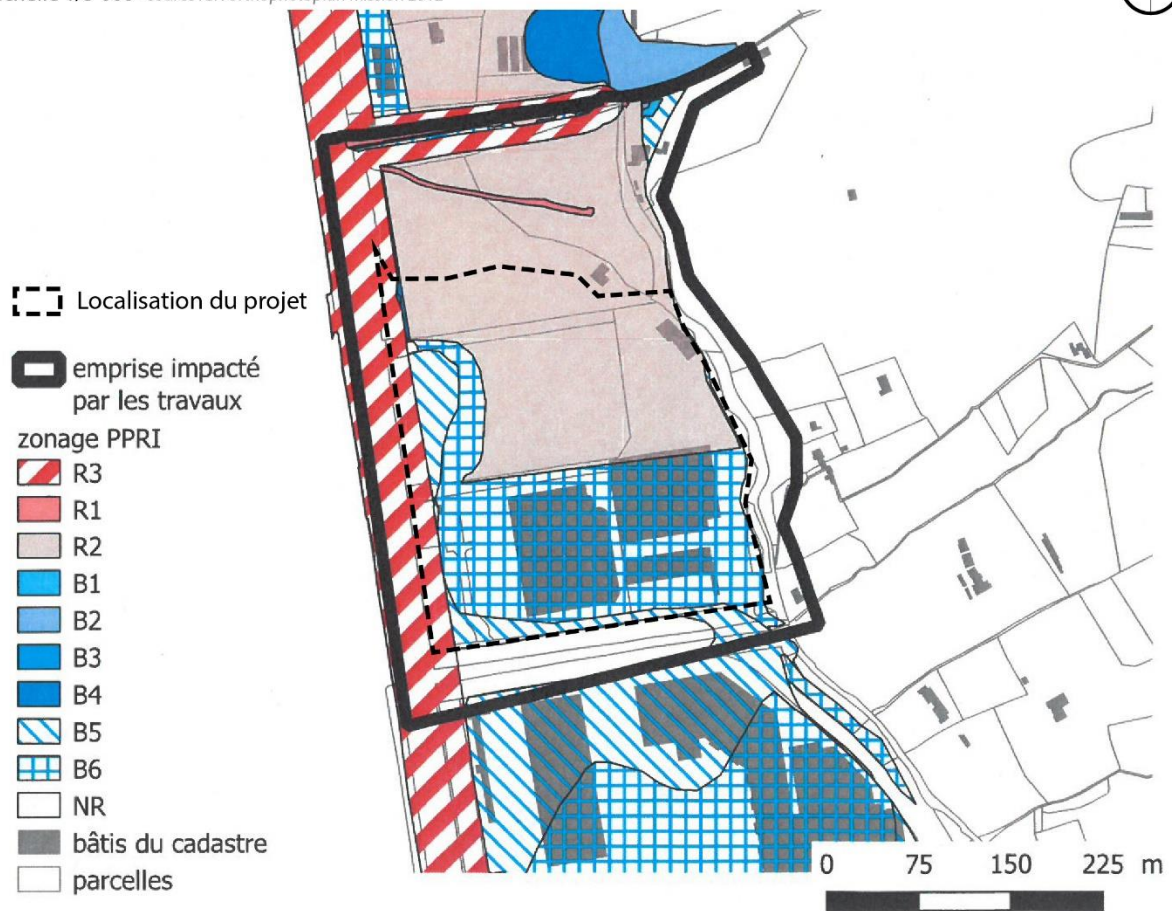 Localisation du projet
emprise impacté
par les travaux
zonage PPRI
R3
R1
R2
B1
B2
B3
B4
B5
B6
NR
bâtis du cadastre
parcelles
0 75 150 225 m